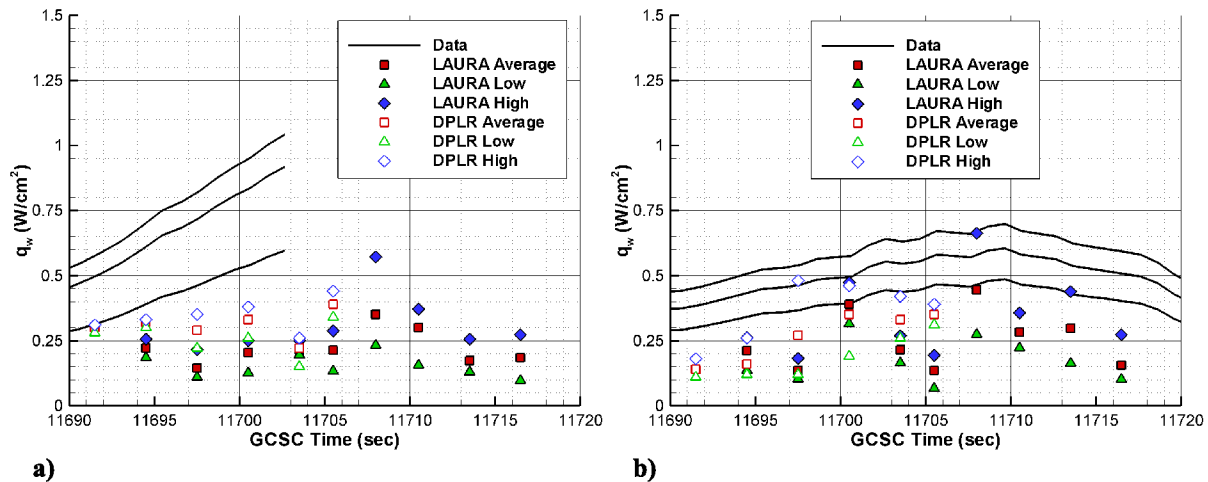 1.5
1.25
1
0.75
0.5
0.25
0
q_w (W/cm²)
11690 11695 11700 11705 11710 11715 11720
GCSC Time (sec)
Data
LAURA Average
LAURA Low
LAURA High
DPLR Average
DPLR Low
DPLR High
a)
1.5
1.25
1
0.75
0.5
0.25
0
q_w (W/cm²)
11690 11695 11700 11705 11710 11715 11720
GCSC Time (sec)
Data
LAURA Average
LAURA Low
LAURA High
DPLR Average
DPLR Low
DPLR High
b)